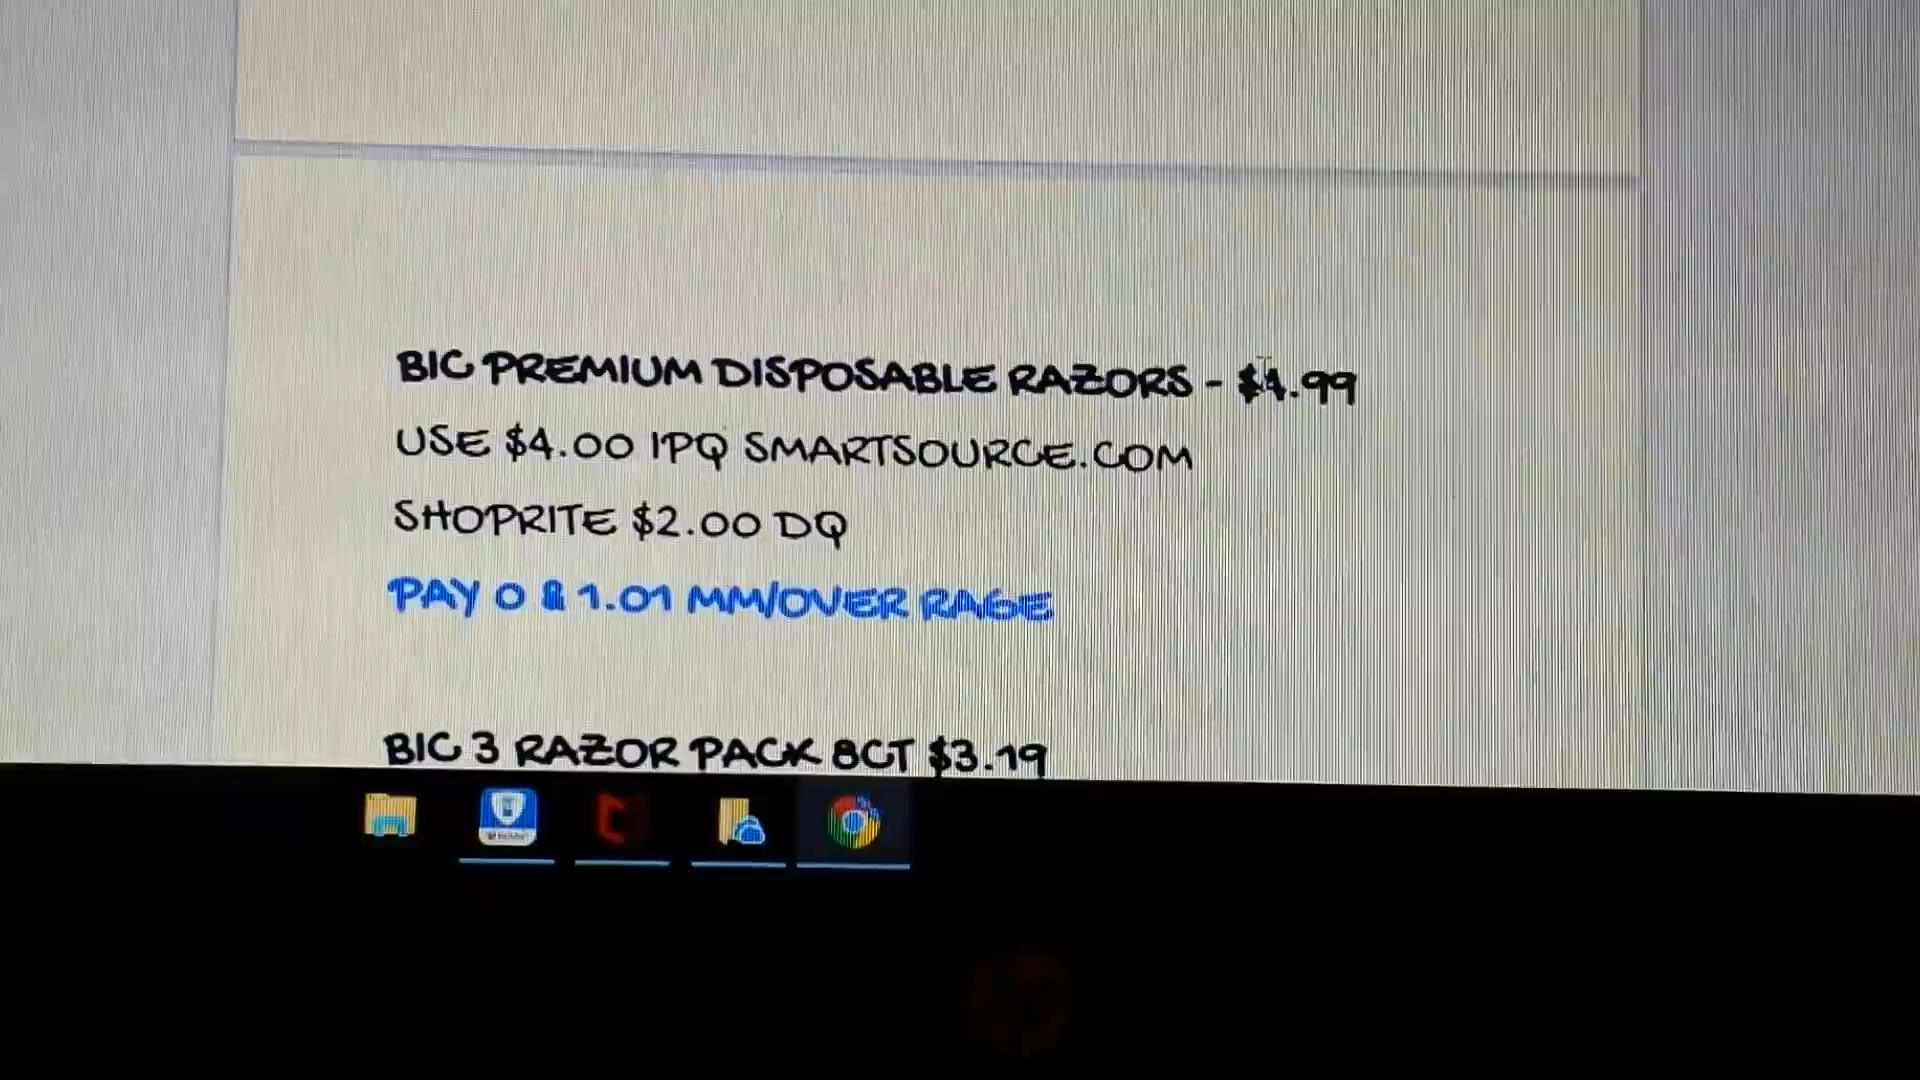 BIC PREMIUM DISPOSABLE RAZORS - $4.99
USE $4.00 IPQ SMARTSOURCE.COM
SHOPRITE $2.00 DQ
PAY 0 & 1.01 MM/OVER RAGE
BIC 3 RAZOR PACK 8CT $3.19